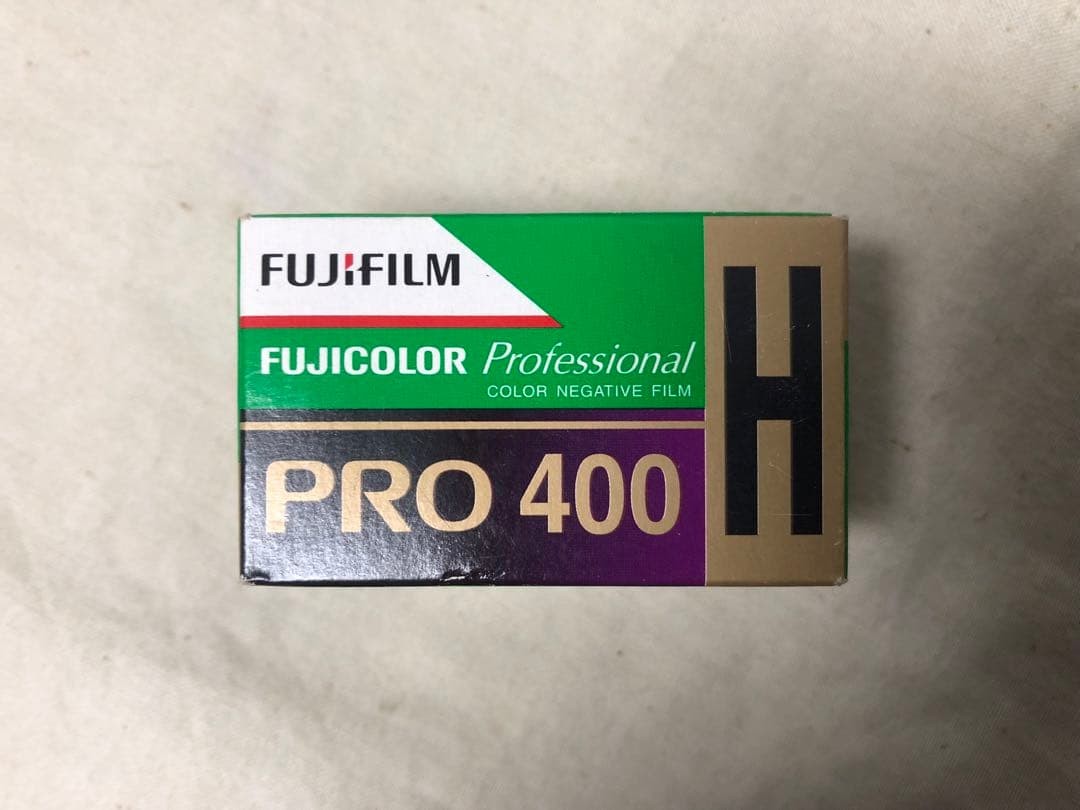 FUJIFILM
FUJICOLOR Professional
COLOR NEGATIVE FILM
PRO 400
H